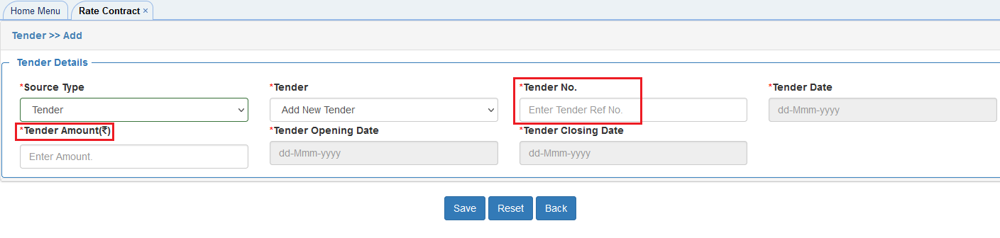 Home Menu Rate Contract ×
Tender >> Add
Tender Details
*Source Type *Tender *Tender No. *Tender Date
Tender Add New Tender Enter Tender Ref No. dd-Mmm-yyyy
*Tender Amount(₹) *Tender Opening Date *Tender Closing Date
Enter Amount. dd-Mmm-yyyy dd-Mmm-yyyy
Save Reset Back